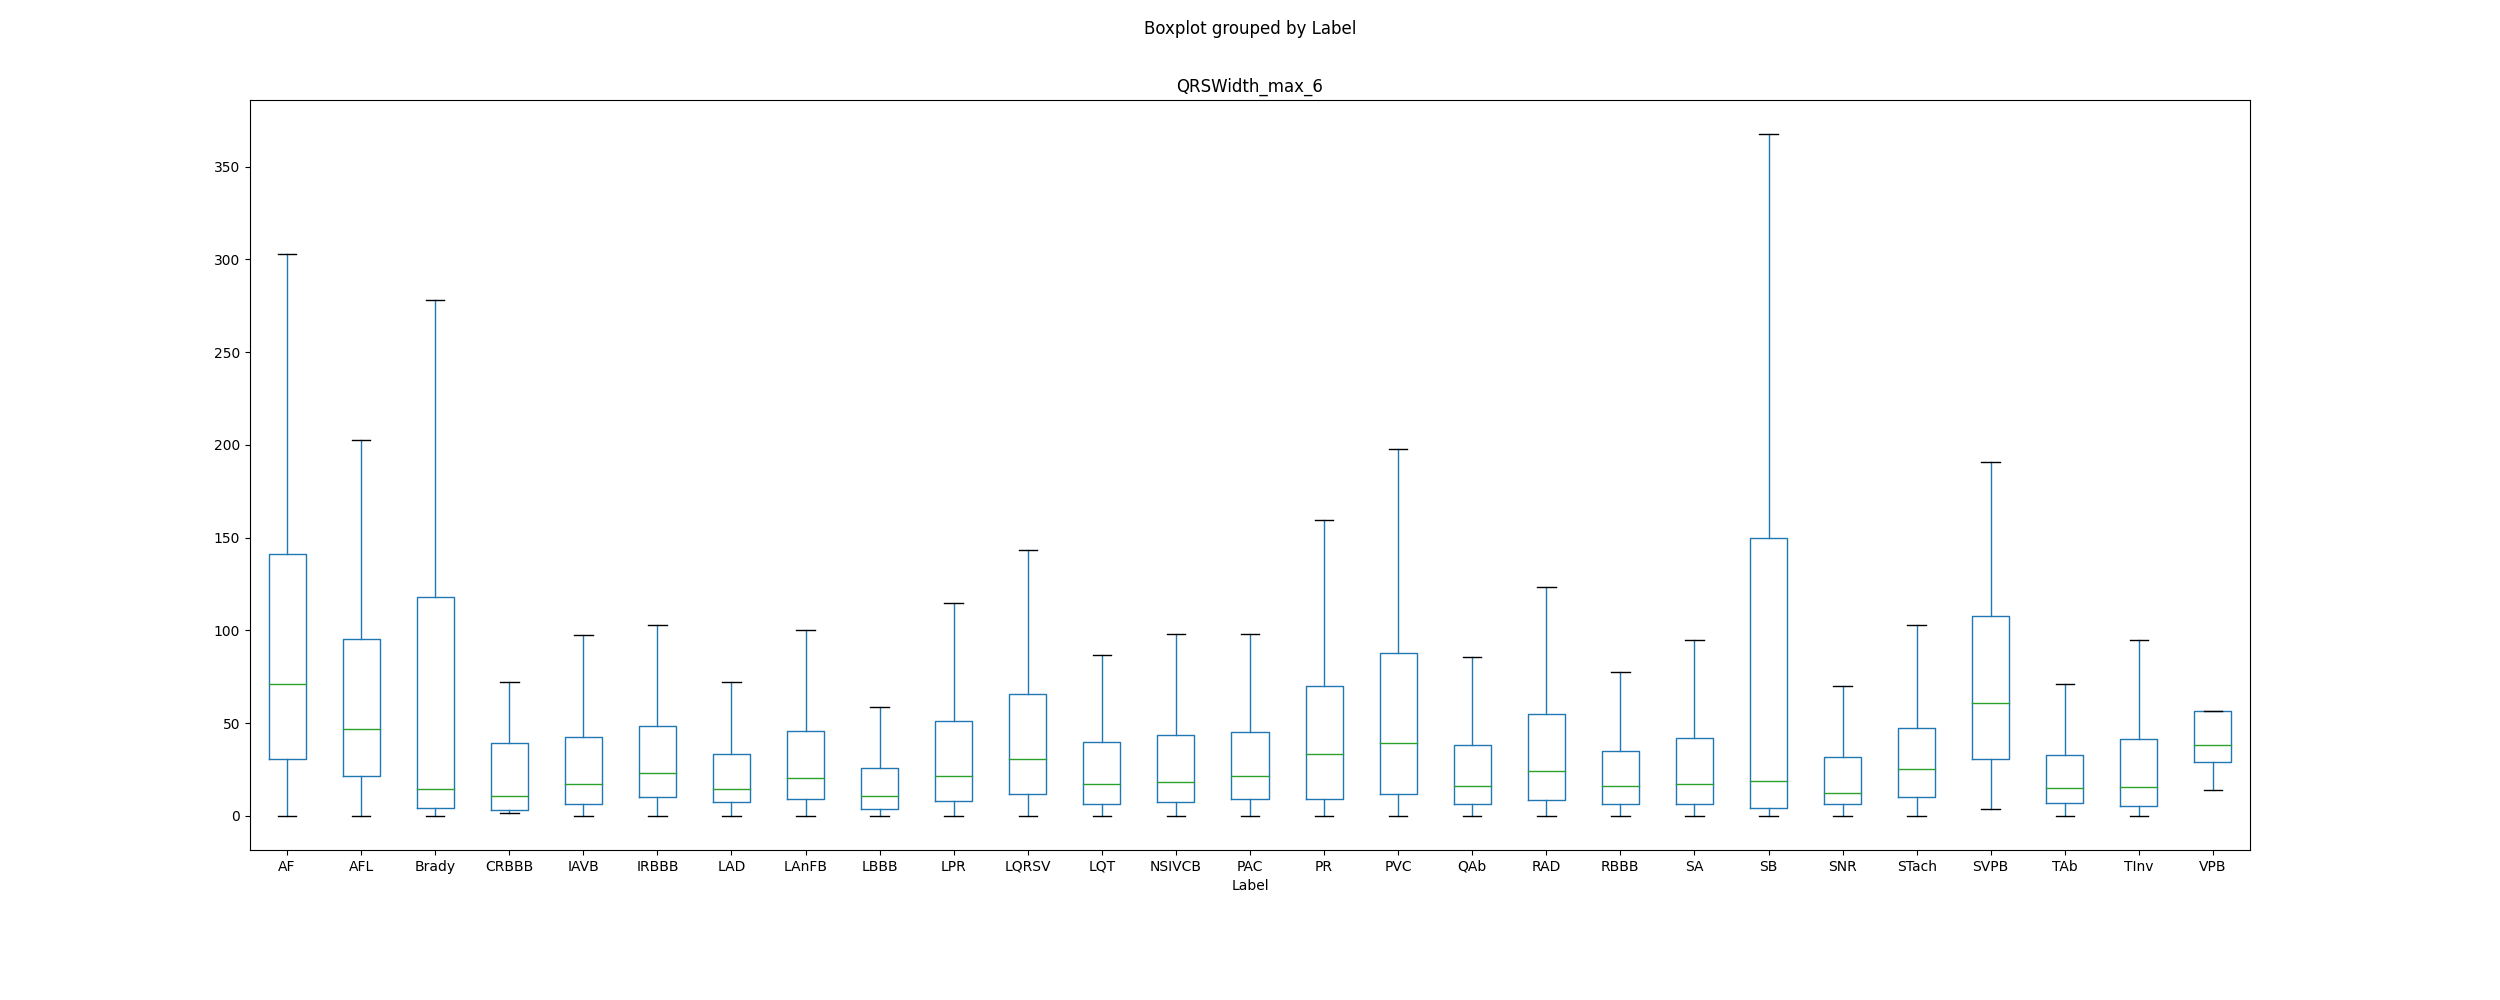 Boxplot grouped by Label
QRSWidth_max_6
350
300
250
200
150
100
50
0
AF AFL Brady CRBBB IAVB IRBBB LAD LAnFB LBBB LPR LQRSV LQT NSIVCB PAC PR PVC QAb RAD RBBB SA SB SNR STach SVPB TAb TInv VPB
Label